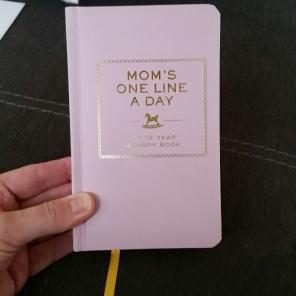 MOM'S
ONE LINE
A DAY
A FIVE YEAR
MEMORY BOOK